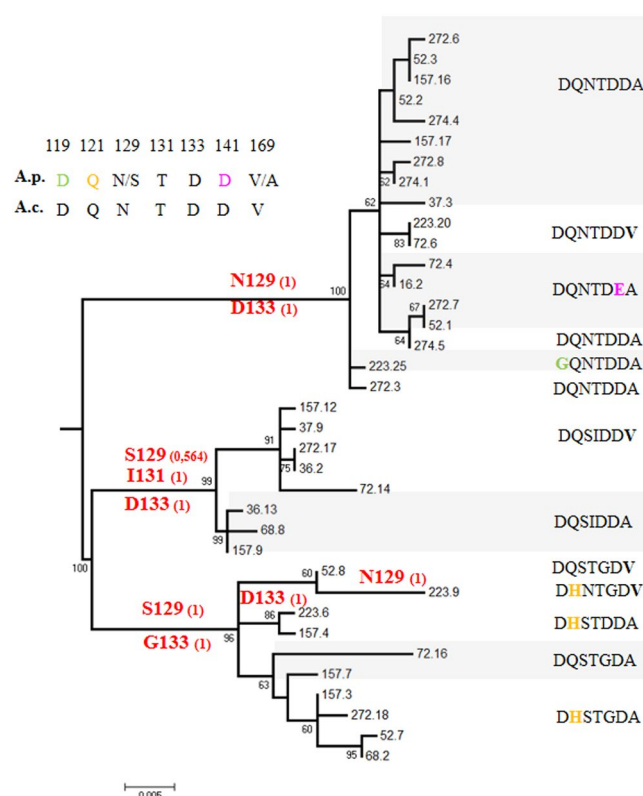 119 121 129 131 133 141 169
A.p. D Q N/S T D D V/A
A.c. D Q N T D D V
272.6
52.3
157.16
52.2
274.4
157.17
272.8
62
274.1
37.3
62
223.20
83
72.6
72.4
64
16.2
272.7
67
52.1
64
274.5
100
223.25
272.3
DQNTDDA
DQNTDDV
DQNTDEA
DQNTDDA
GQNTDDA
DQNTDDA
N129 (1)
D133 (1)
157.12
37.9
91
272.17
75
36.2
72.14
DQSIDDV
S129 (0,564)
I131 (1)
D133 (1)
99
36.13
68.8
99
157.9
DQSIDDA
100
60
52.8
N129 (1)
223.9
DQSTGDV
DHNTGDV
S129 (1)
D133 (1)
G133 (1)
96
223.6
86
157.4
DHSTDDA
72.16
DQSTGDA
63
157.7
157.3
272.18
60
52.7
95
68.2
DHSTGDA
0.005